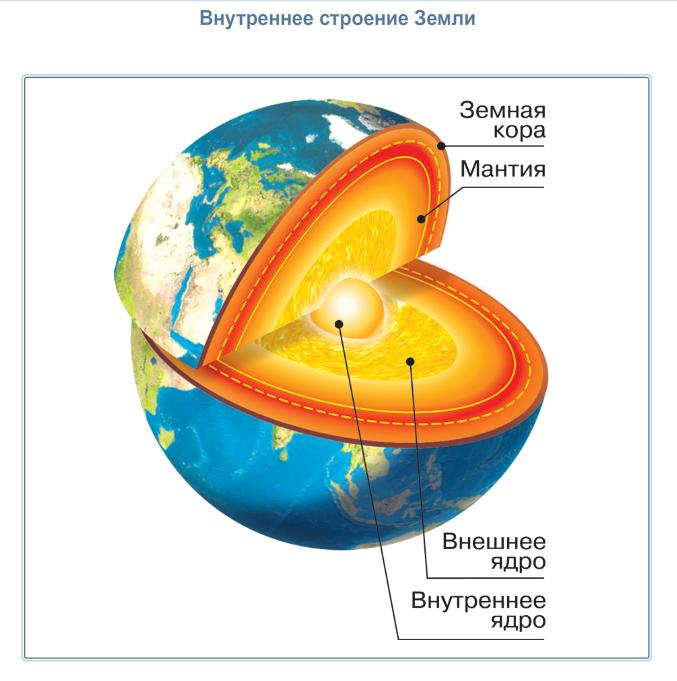 Внутреннее строение Земли
Земная
кора
Мантия
Внешнее
ядро
Внутреннее
ядро